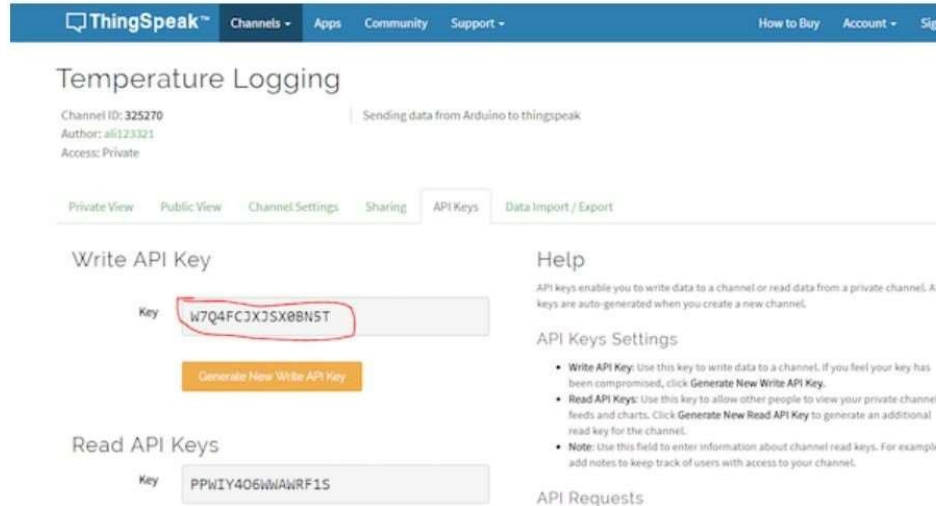 ThingSpeak™ Channels Apps Community Support How to Buy Account
Temperature Logging
Channel ID: 325270
Author: ali123321
Access: Private
Sending data from Arduino to thingspeak
Private View Public View Channel Settings Sharing API Keys Data Import / Export
Write API Key
Key W7Q4FCJXJSX0BN5T
Generate New Write API Key
Read API Keys
Key PPWIY4O6WWAWRF1S
Help
API keys enable you to write data to a channel or read data from a private channel.
keys are auto-generated when you create a new channel.
API Keys Settings
• Write API Key: Use this key to write data to a channel. If you feel your key has
been compromised, click Generate New Write API Key.
• Read API Keys: Use this key to allow other people to view your private channel
feeds and charts. Click Generate New Read API Key to generate an additional
read key for the channel.
• Note: Use this field to enter information about channel read keys. For example
add notes to keep track of users with access to your channel.
API Requests